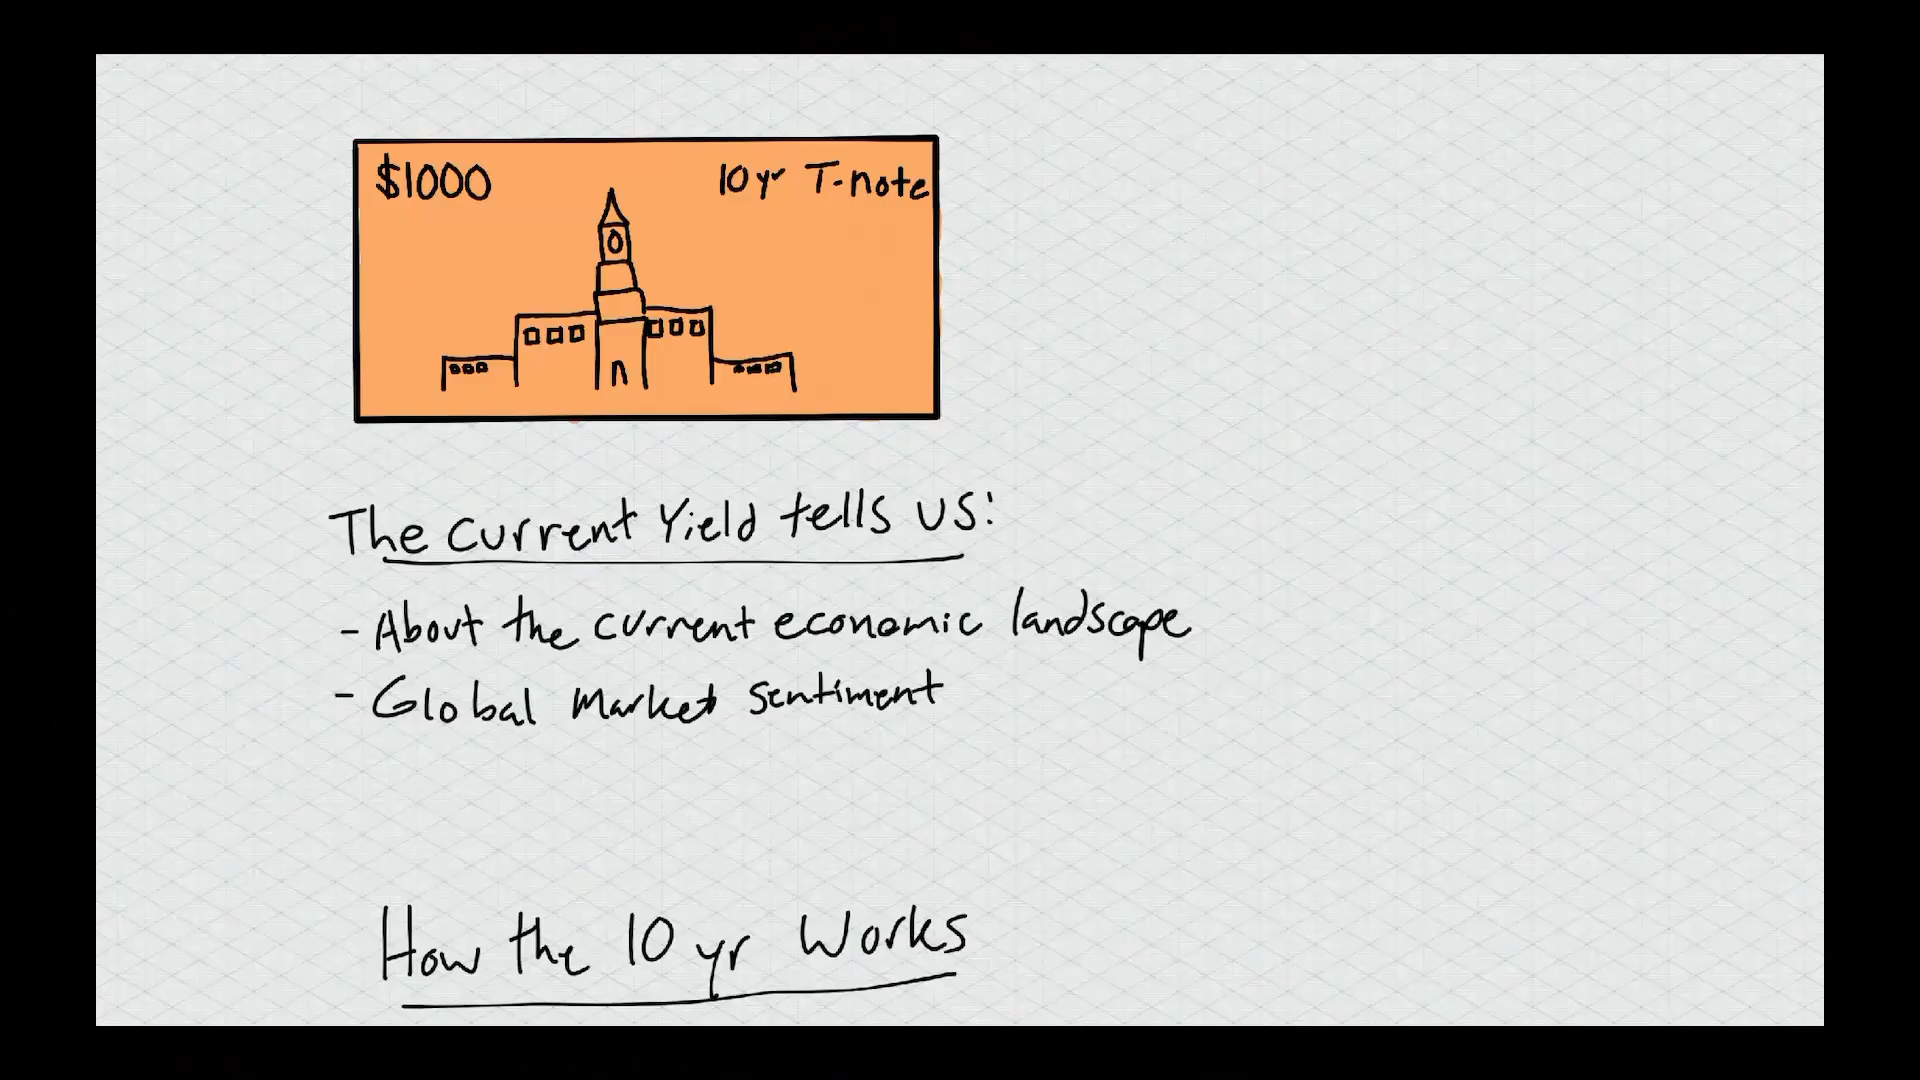 $1000 10yr T-note
The current Yield tells us:
- About the current economic landscape
- Global Market sentiment
How the 10 yr Works